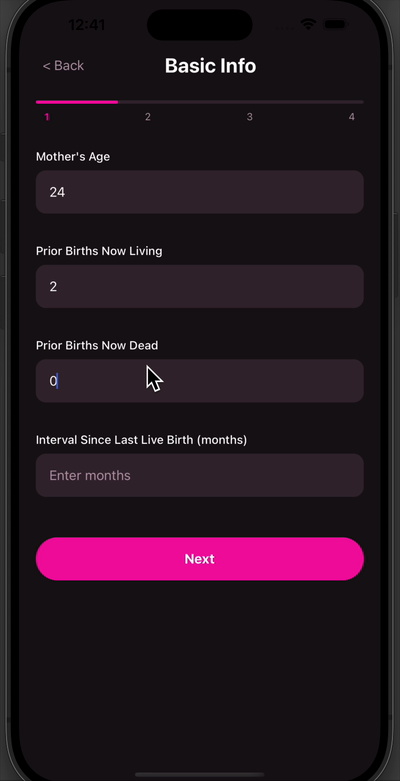 12:41
< Back
Basic Info
1 2 3 4
Mother's Age
24
Prior Births Now Living
2
Prior Births Now Dead
0
Interval Since Last Live Birth (months)
Enter months
Next